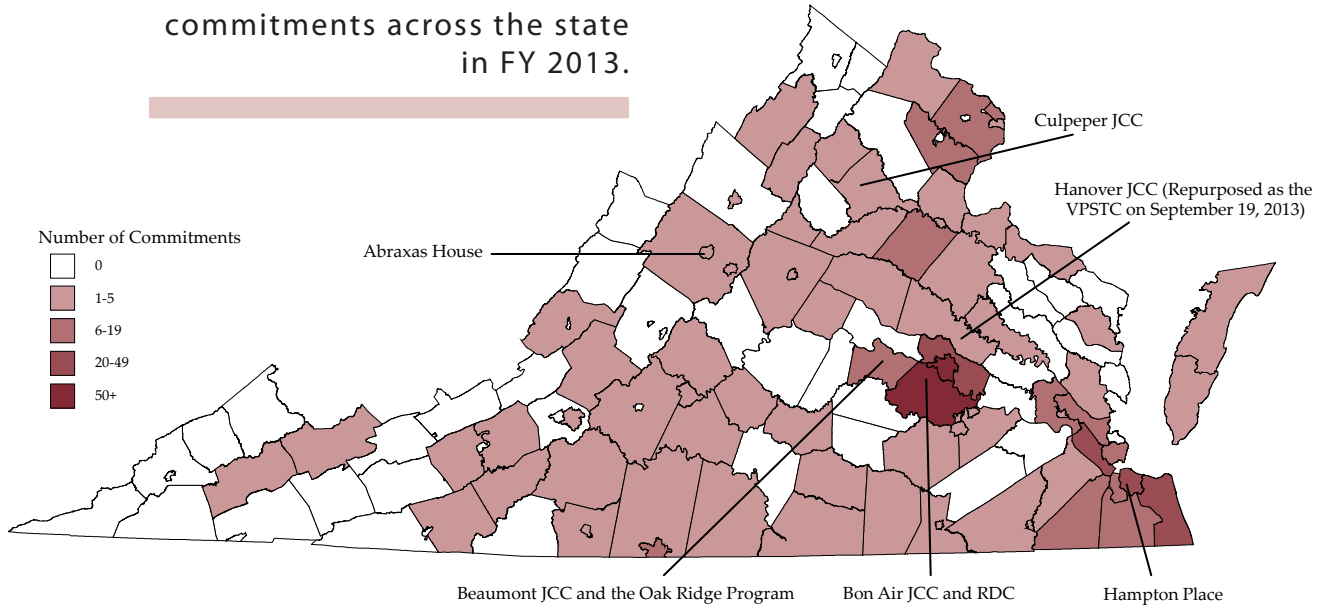 commitments across the state
in FY 2013.
Culpeper JCC
Hanover JCC (Repurposed as the
VPSTC on September 19, 2013)
Number of Commitments
0
1-5
6-19
20-49
50+
Abraxas House
Beaumont JCC and the Oak Ridge Program
Bon Air JCC and RDC
Hampton Place